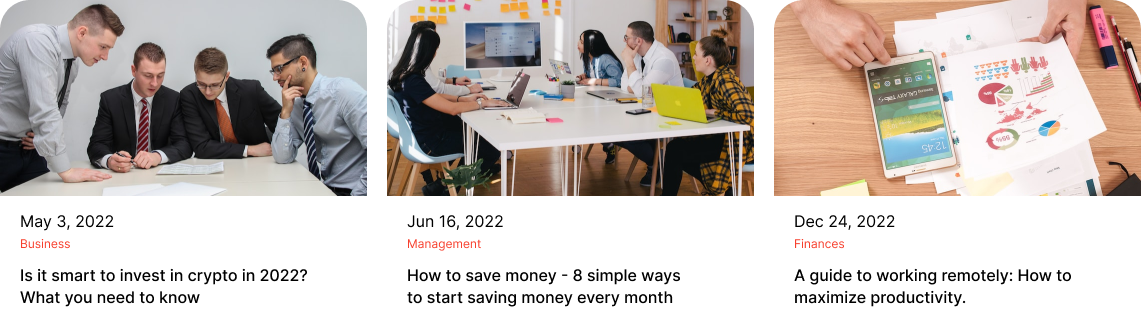 May 3, 2022
Business
Is it smart to invest in crypto in 2022?
What you need to know
Jun 16, 2022
Management
How to save money - 8 simple ways
to start saving money every month
12:45
Dec 24, 2022
Finances
A guide to working remotely: How to
maximize productivity.